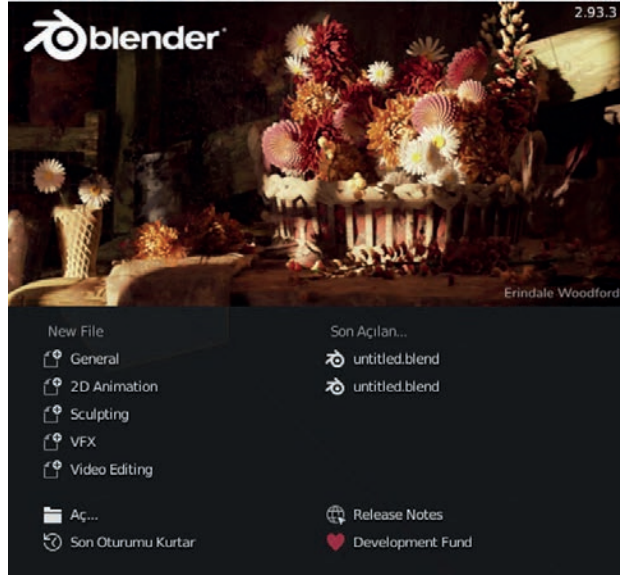 blender
2.93.3
Erindale Woodford
New File
General
2D Animation
Sculpting
VFX
Video Editing
Son Açılan...
untitled.blend
untitled.blend
Aç...
Son Oturumu Kurtar
Release Notes
Development Fund